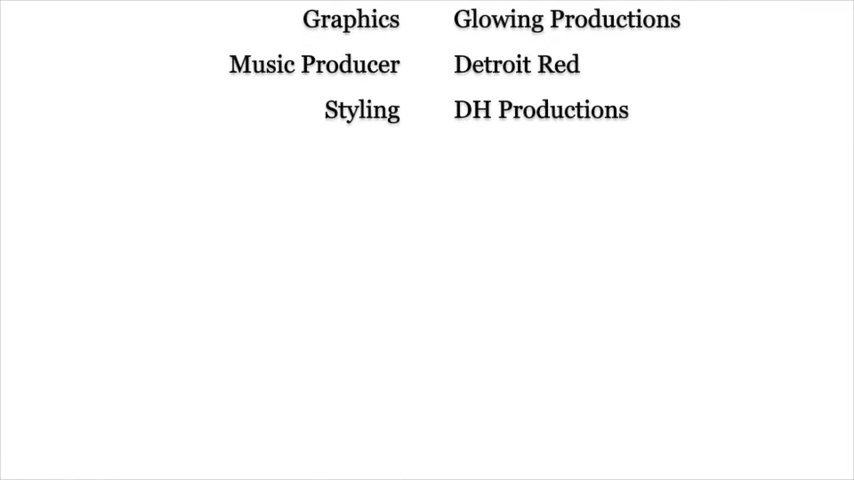 Graphics Glowing Productions
Music Producer Detroit Red
Styling DH Productions